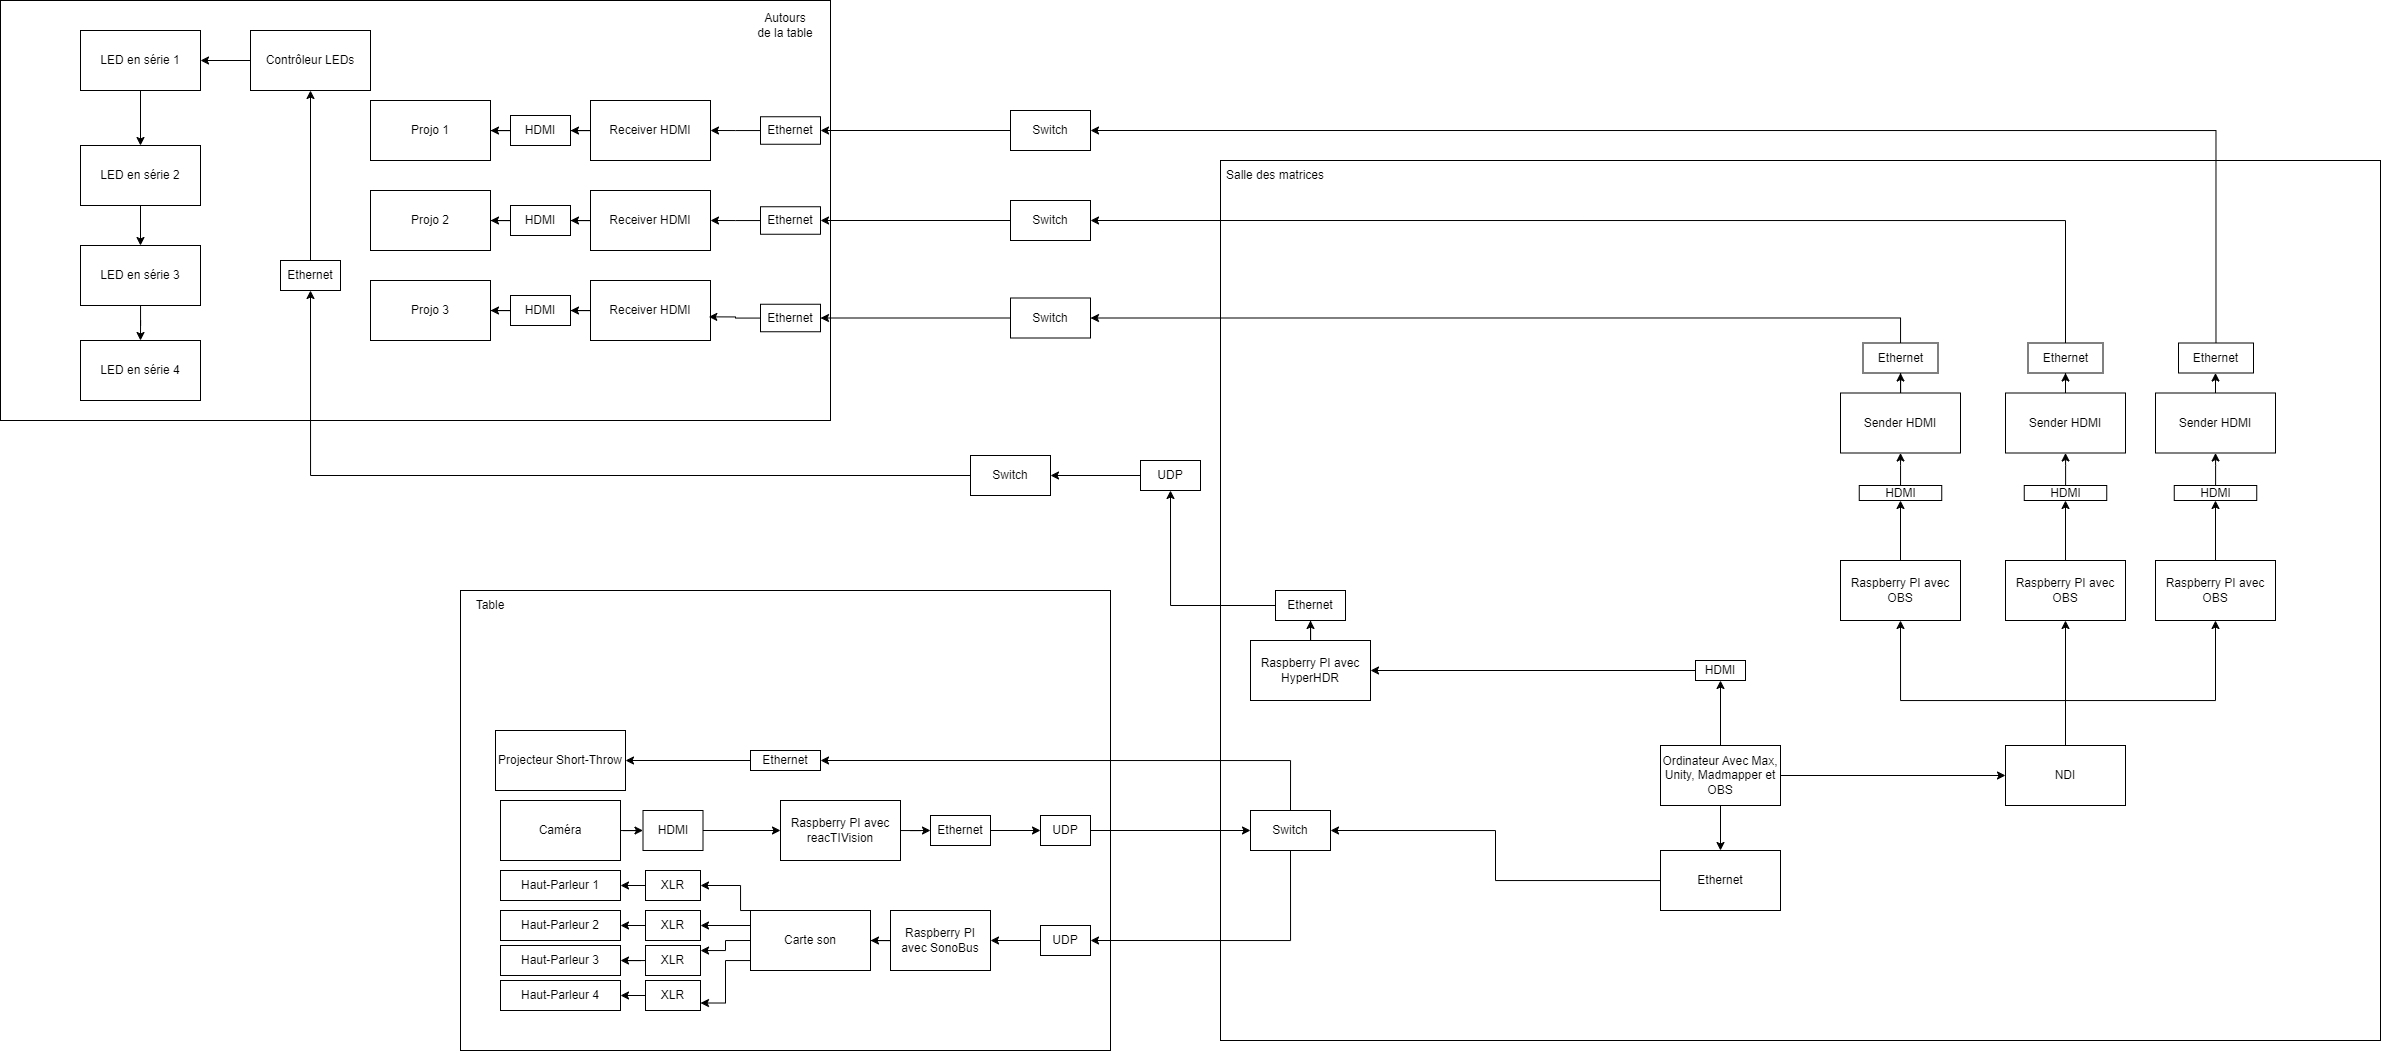 Autours
de la table
LED en série 1
Contrôleur LEDs
Projo 1
HDMI
Receiver HDMI
Ethernet
Switch
LED en série 2
Salle des matrices
Projo 2
HDMI
Receiver HDMI
Ethernet
Switch
LED en série 3
Ethernet
Projo 3
HDMI
Receiver HDMI
Ethernet
Switch
LED en série 4
Ethernet
Ethernet
Ethernet
Sender HDMI
Sender HDMI
Sender HDMI
Switch
UDP
HDMI
HDMI
HDMI
Raspberry PI avec
OBS
Raspberry PI avec
OBS
Raspberry PI avec
OBS
Table
Ethernet
Raspberry PI avec
HyperHDR
HDMI
Projecteur Short-Throw
Ethernet
Ordinateur Avec Max,
Unity, Madmapper et
OBS
NDI
Caméra
HDMI
Raspberry PI avec
reacTIVision
Ethernet
UDP
Switch
Haut-Parleur 1
XLR
Ethernet
Haut-Parleur 2
XLR
Carte son
Raspberry PI
avec SonoBus
UDP
Haut-Parleur 3
XLR
Haut-Parleur 4
XLR